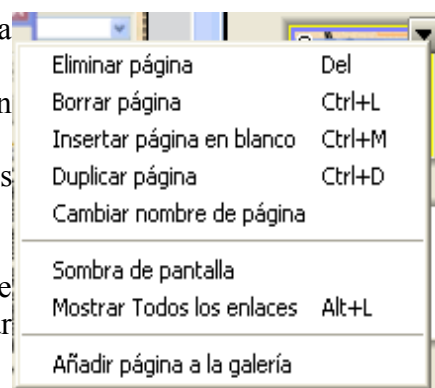 a
Eliminar página Del
n
Borrar página Ctrl+L
Insertar página en blanco Ctrl+M
s
Duplicar página Ctrl+D
Cambiar nombre de página
Sombra de pantalla
e
Mostrar Todos los enlaces Alt+L
ar
Añadir página a la galería